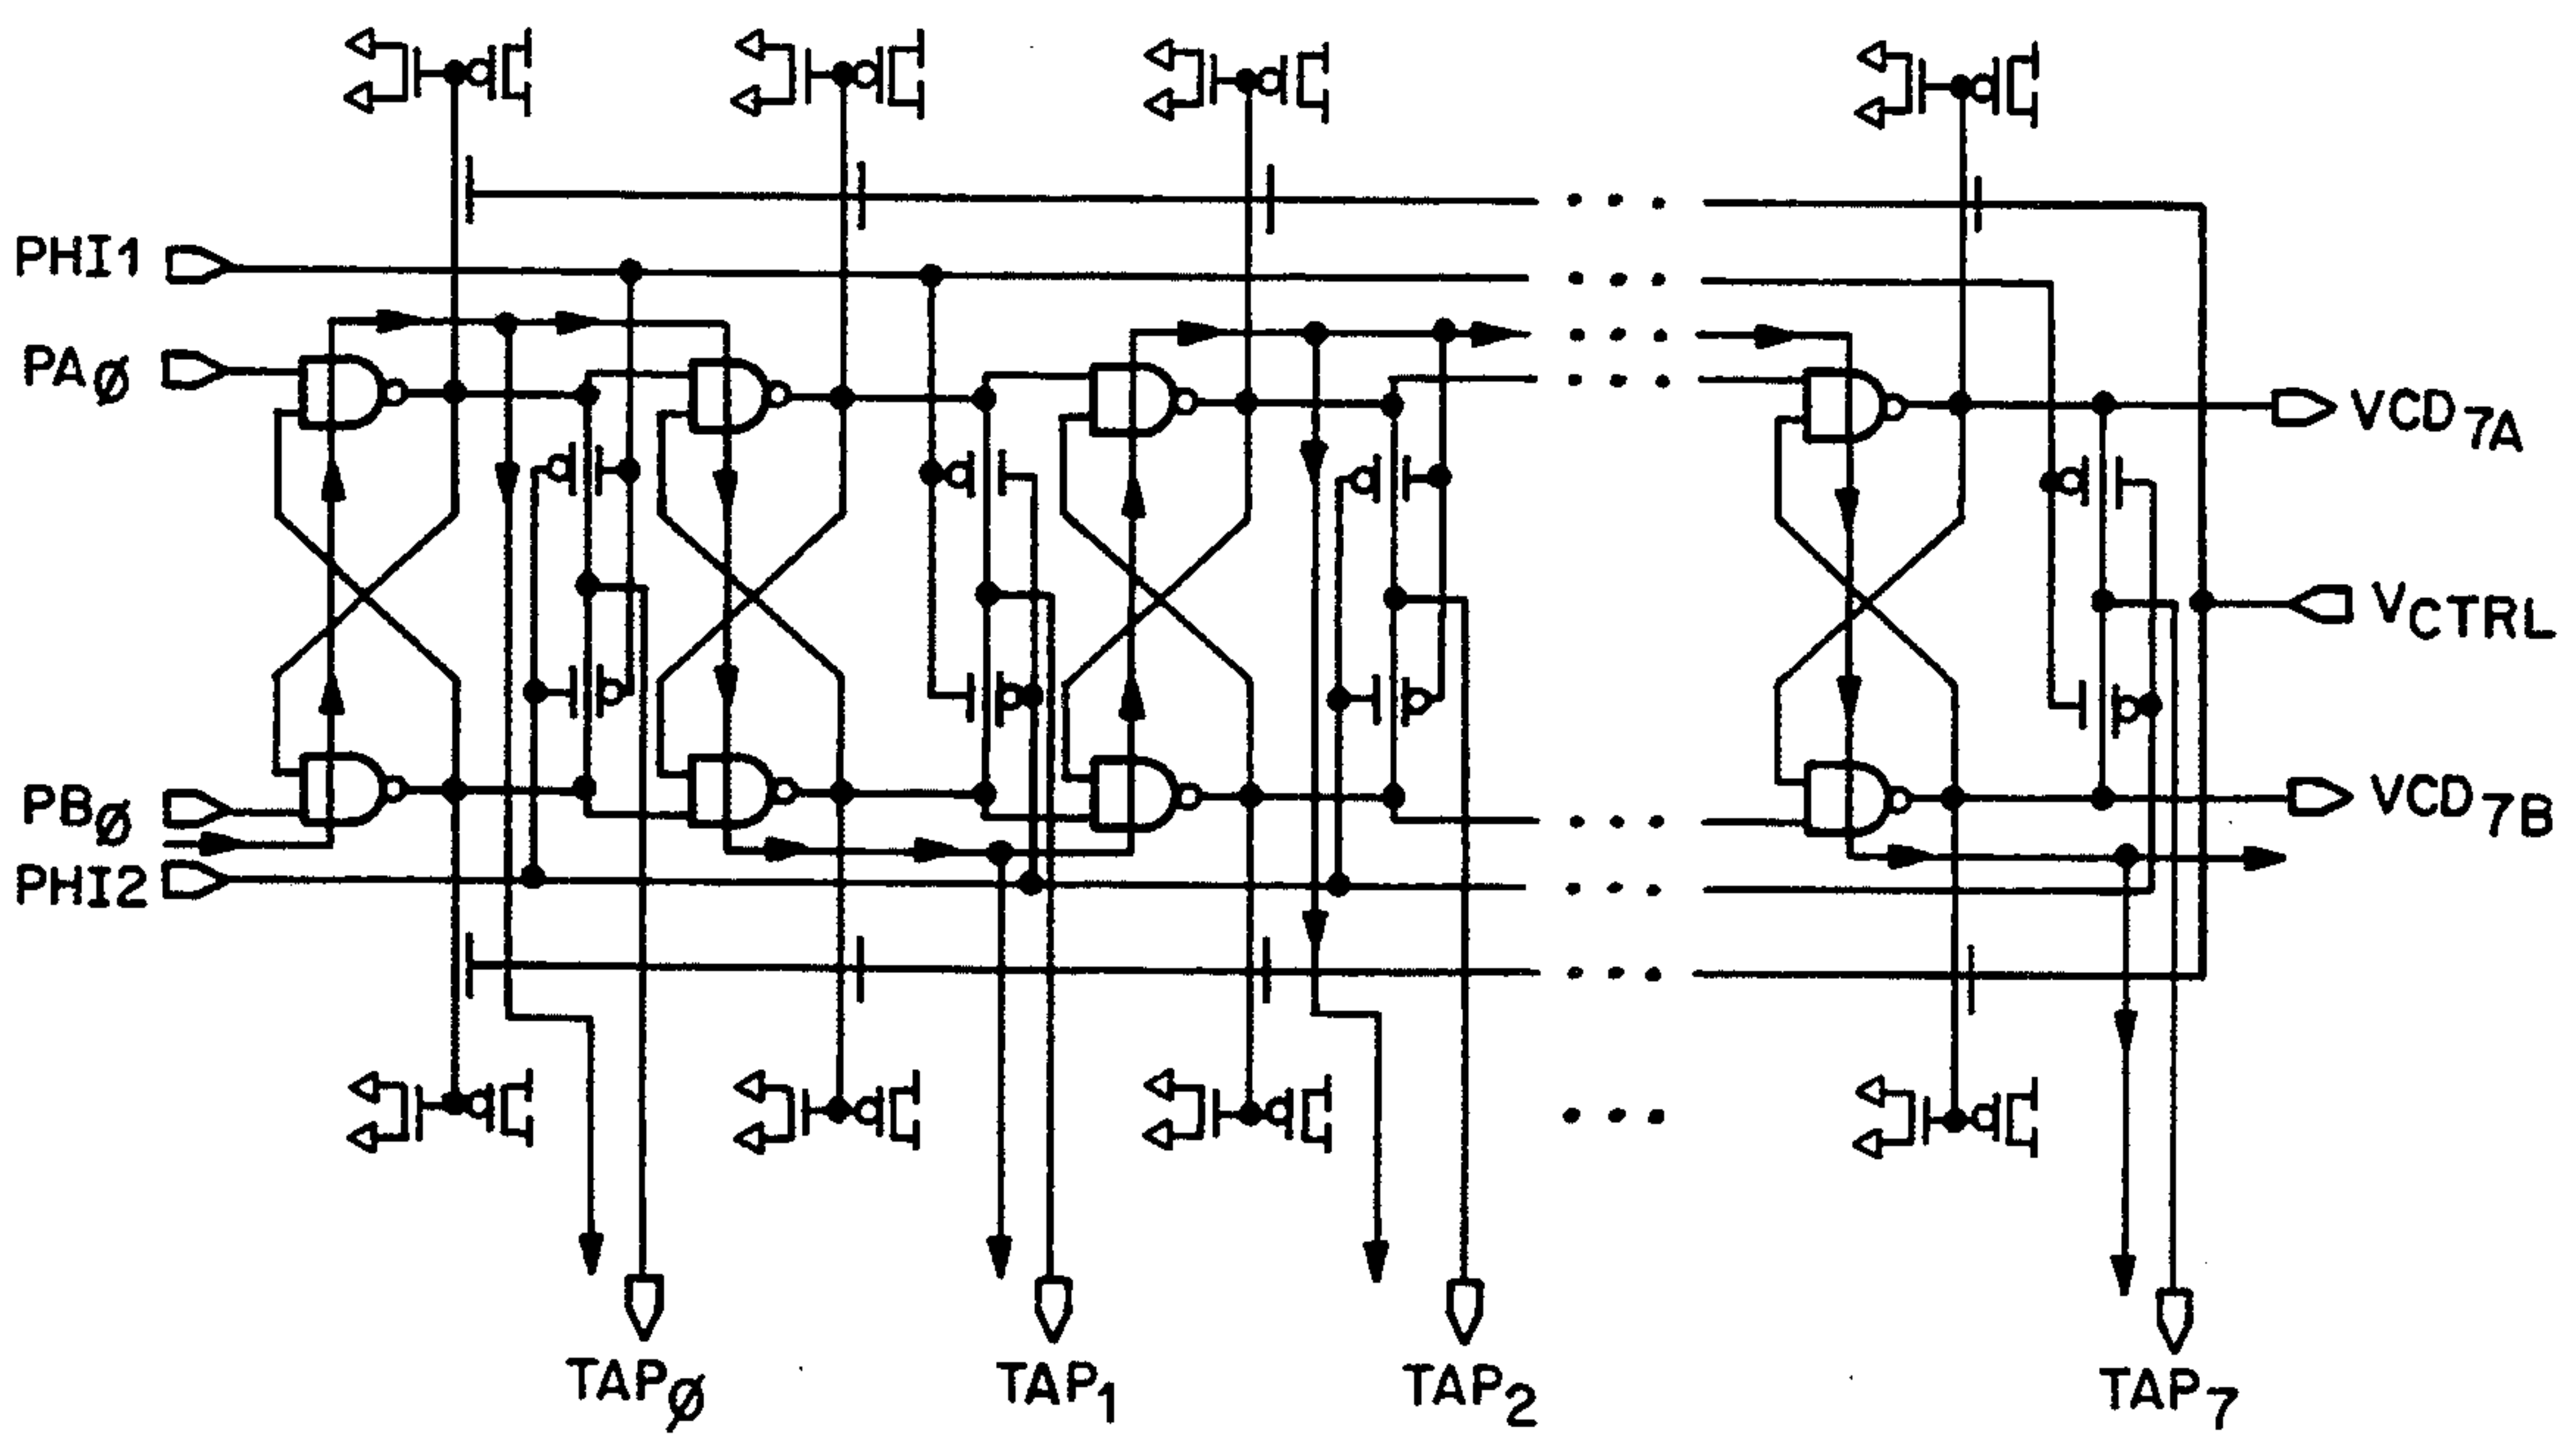 PHI1
PAØ
VCD7A
VCTRL
PBØ
VCD7B
PHI2
TAPØ
TAP1
TAP2
TAP7